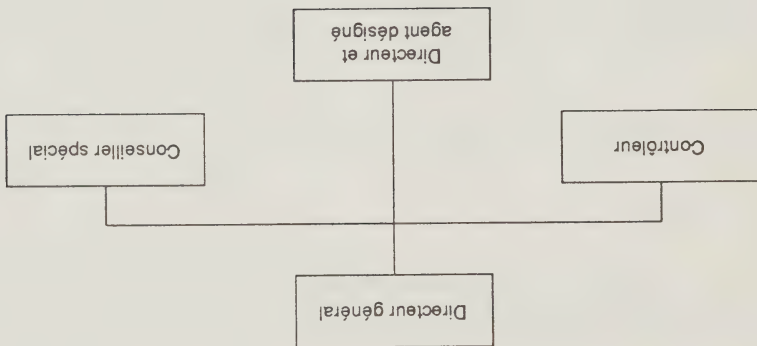 Directeur général
Contrôleur
Conseiller spécial
Directeur et
agent désigné